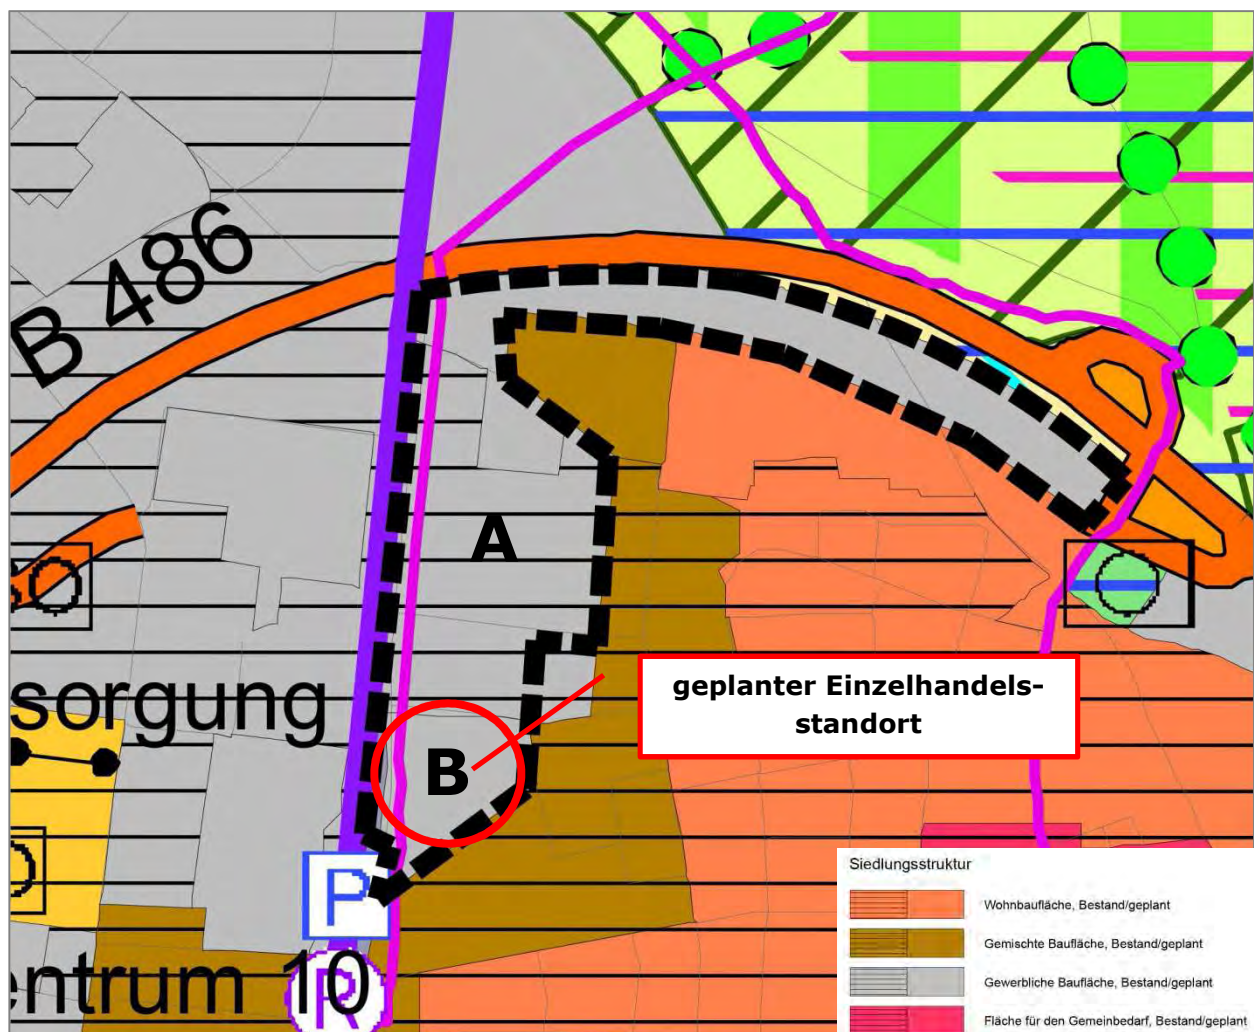 B 486
A
sorgung
geplanter Einzelhandels-
standort
B
P
entrum 10
R
Siedlungsstruktur
Wohnbaufläche, Bestand/geplant
Gemischte Baufläche, Bestand/geplant
Gewerbliche Baufläche, Bestand/geplant
Fläche für den Gemeinbedarf, Bestand/geplant